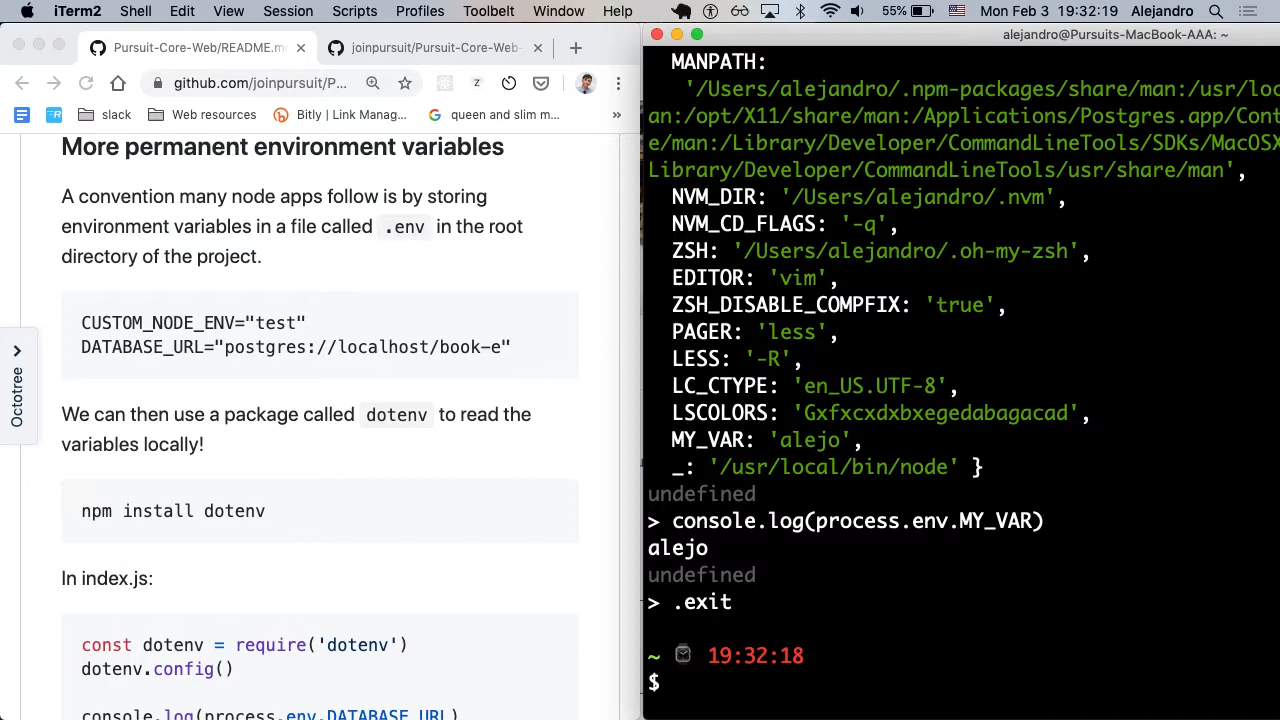 iTerm2 Shell Edit View Session Scripts Profiles Toolbelt Window Help 55% Mon Feb 3 19:32:19 Alejandro
Pursuit-Core-Web/README.m
joinpursuit/Pursuit-Core-Web-
github.com/joinpursuit/P...
slack
Web resources
Bitly | Link Manag...
queen and slim m...
»
More permanent environment variables
A convention many node apps follow is by storing
environment variables in a file called .env in the root
directory of the project.
CUSTOM_NODE_ENV="test"
DATABASE_URL="postgres://localhost/book-e"
We can then use a package called dotenv to read the
variables locally!
npm install dotenv
In index.js:
const dotenv = require('dotenv')
dotenv.config()
console.log(process.env.DATABASE_URL)
Octotree
alejandro@Pursuits-MacBook-AAA: ~
MANPATH:
'/Users/alejandro/.npm-packages/share/man:/usr/loc
an:/opt/X11/share/man:/Applications/Postgres.app/Cont
e/man:/Library/Developer/CommandLineTools/SDKs/MacOSX
Library/Developer/CommandLineTools/usr/share/man',
NVM_DIR: '/Users/alejandro/.nvm',
NVM_CD_FLAGS: '-q',
ZSH: '/Users/alejandro/.oh-my-zsh',
EDITOR: 'vim',
ZSH_DISABLE_COMPFIX: 'true',
PAGER: 'less',
LESS: '-R',
LC_CTYPE: 'en_US.UTF-8',
LSCOLORS: 'Gxfxcxdxbxegedabagacad',
MY_VAR: 'alejo',
_: '/usr/local/bin/node' }
undefined
> console.log(process.env.MY_VAR)
alejo
undefined
> .exit
~ 19:32:18
$